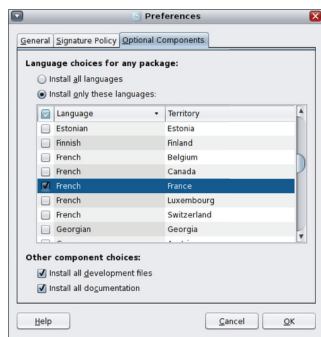 Preferences
General Signature Policy Optional Components
Language choices for any package:
Install all languages
Install only these languages:
Language Territory
Estonian Estonia
Finnish Finland
French Belgium
French Canada
French France
French Luxembourg
French Switzerland
Georgian Georgia
Other component choices:
Install all development files
Install all documentation
Help Cancel OK